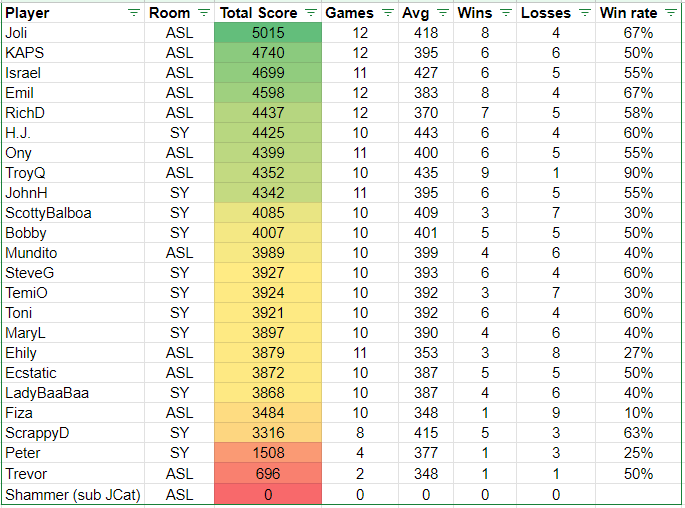 Player Room Total Score Games Avg Wins Losses Win rate
Joli ASL 5015 12 418 8 4 67%
KAPS ASL 4740 12 395 6 6 50%
Israel ASL 4699 11 427 6 5 55%
Emil ASL 4598 12 383 8 4 67%
RichD ASL 4437 12 370 7 5 58%
H.J. SY 4425 10 443 6 4 60%
Ony ASL 4399 11 400 6 5 55%
TroyQ ASL 4352 10 435 9 1 90%
JohnH SY 4342 11 395 6 5 55%
ScottyBalboa SY 4085 10 409 3 7 30%
Bobby SY 4007 10 401 5 5 50%
Mundito ASL 3989 10 399 4 6 40%
SteveG SY 3927 10 393 6 4 60%
TemiO SY 3924 10 392 3 7 30%
Toni SY 3921 10 392 6 4 60%
MaryL SY 3897 10 390 4 6 40%
Ehily ASL 3879 11 353 3 8 27%
Ecstatic ASL 3872 10 387 5 5 50%
LadyBaaBaa SY 3868 10 387 4 6 40%
Fiza ASL 3484 10 348 1 9 10%
ScrappyD SY 3316 8 415 5 3 63%
Peter SY 1508 4 377 1 3 25%
Trevor ASL 696 2 348 1 1 50%
Shammer (sub JCat) ASL 0 0 0 0 0